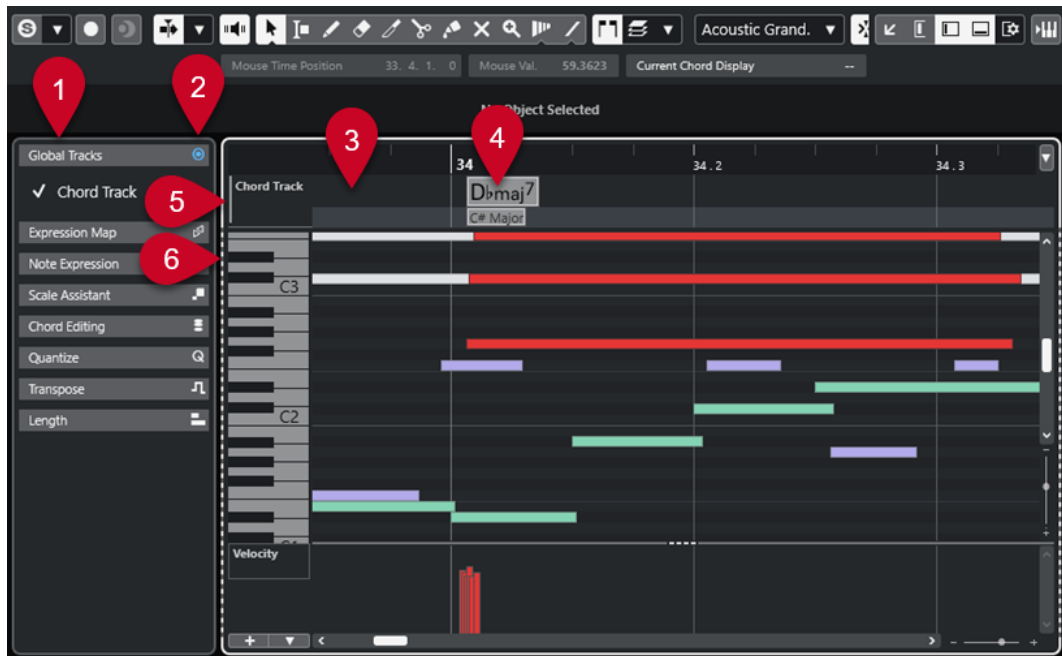 S
Acoustic Grand.
Mouse Time Position 33. 4. 1. 0 Mouse Val. 59.3623 Current Chord Display --
Object Selected
1
2
3
4
5
6
Global Tracks
Chord Track
Expression Map
Note Expression
Scale Assistant
Chord Editing
Quantize Q
Transpose
Length
34 34.2 34.3
Chord Track
D♭maj7
C# Major
C3
C2
Velocity